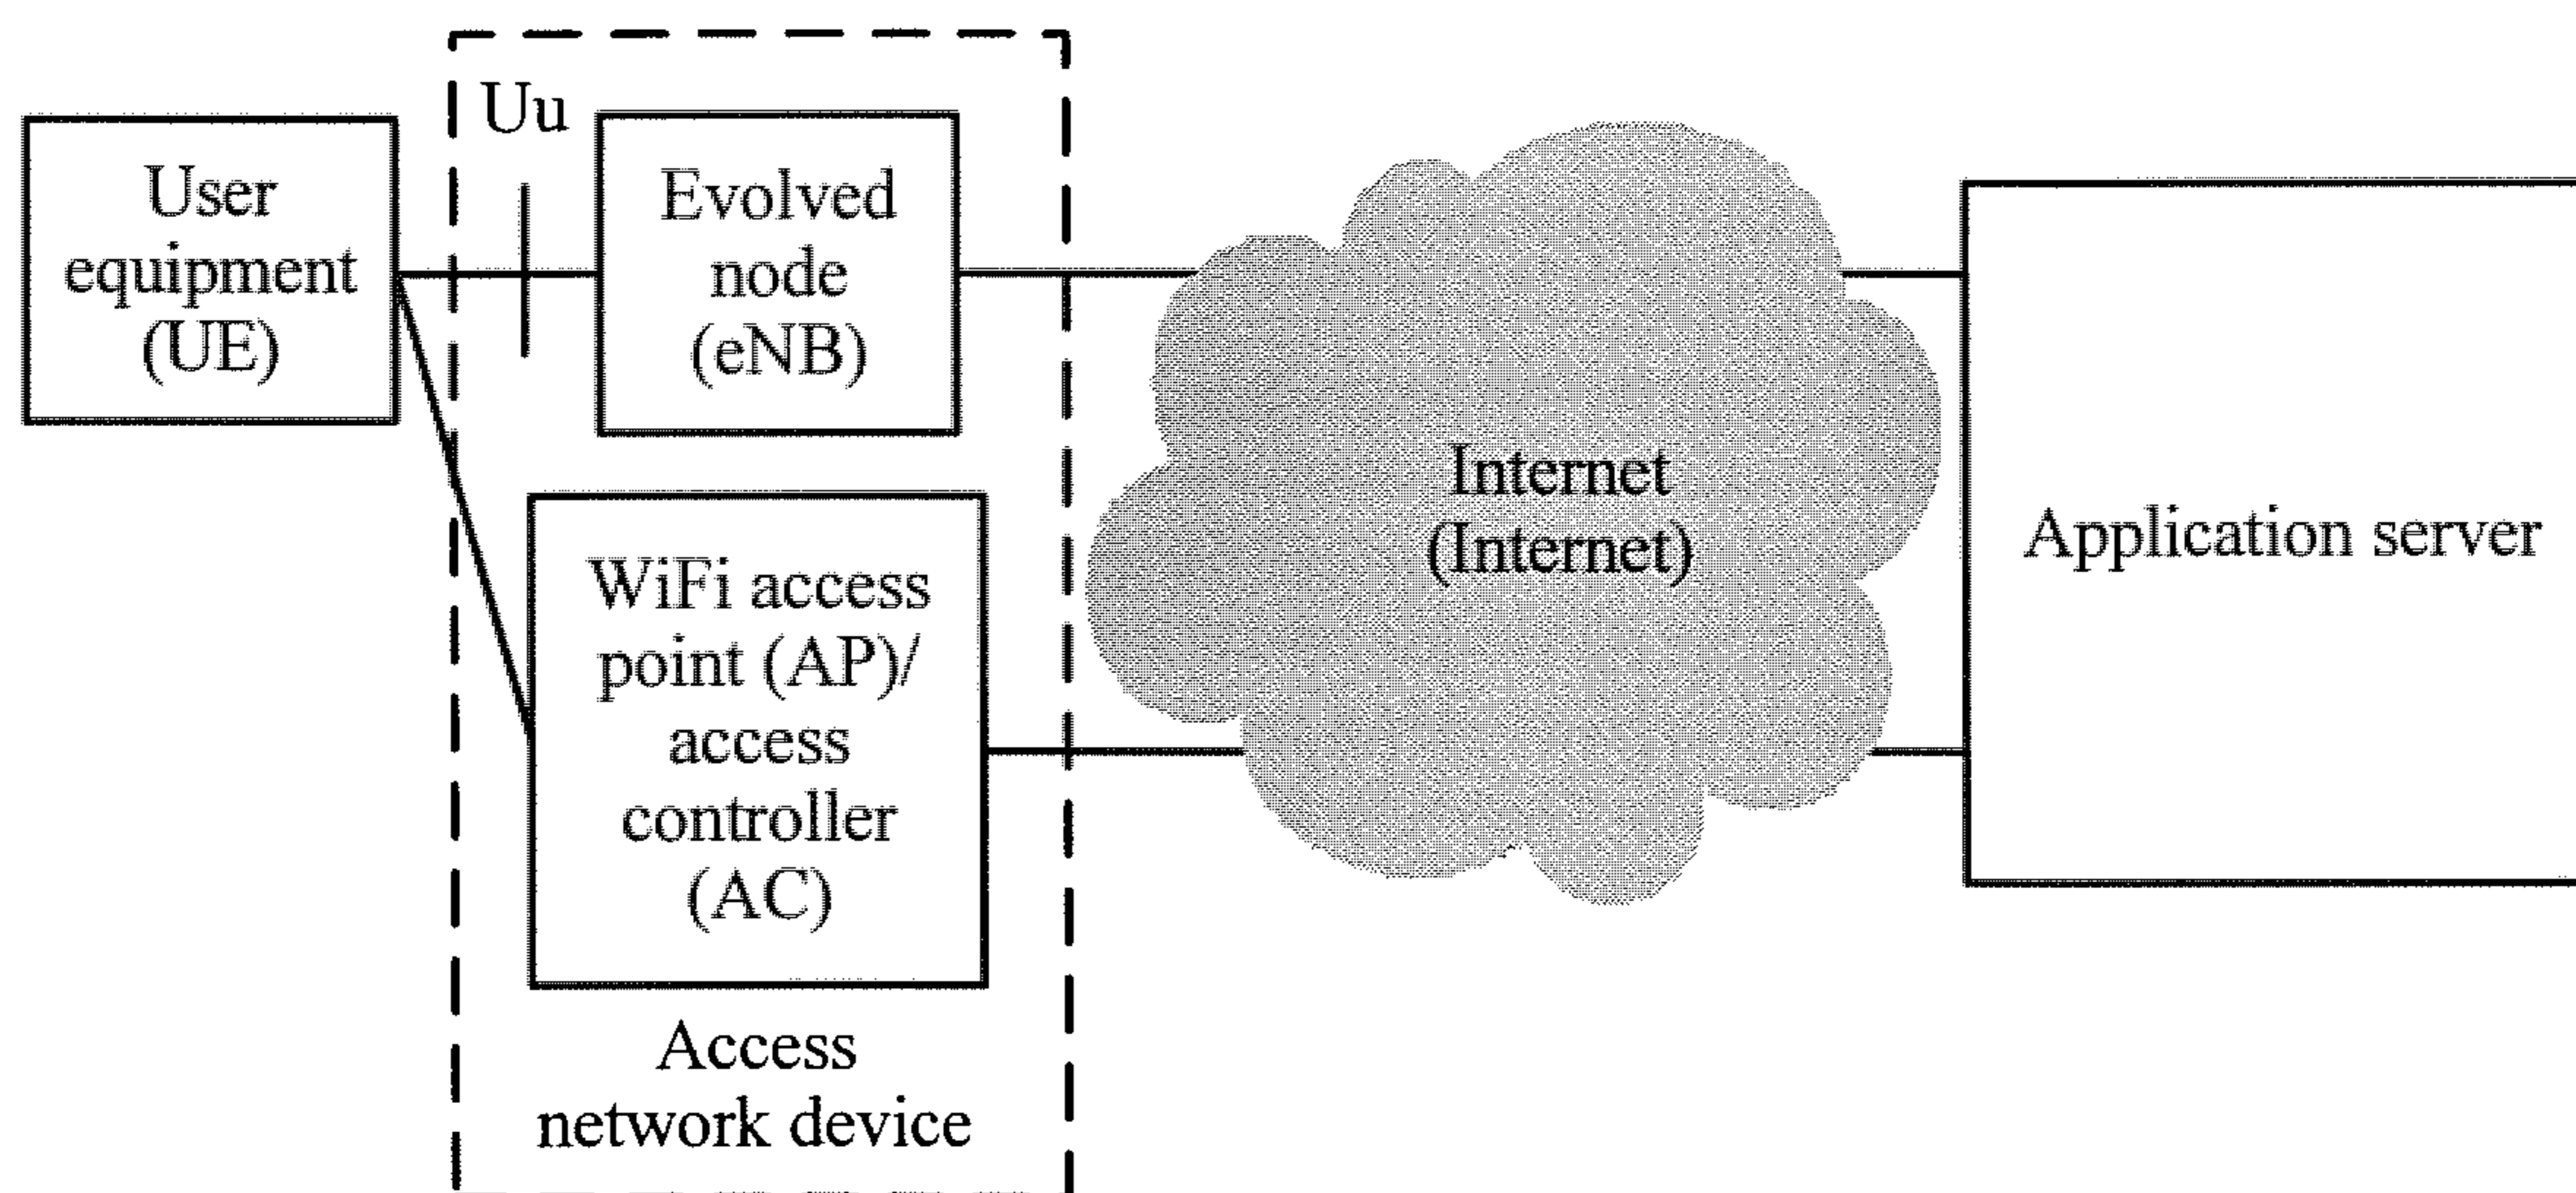 Uu
User
equipment
(UE)
Evolved
node
(eNB)
WiFi access
point (AP)/
access
controller
(AC)
Access
network device
Internet
(Internet)
Application server